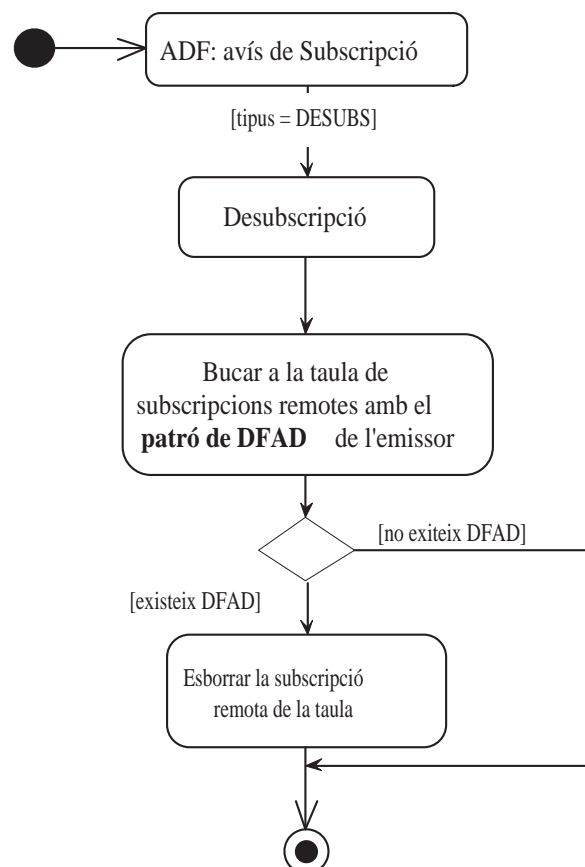 ADF: avís de Subscripció
[tipus = DESUBS]
Desubscripció
Bucar a la taula de
subscripcions remotes amb el
patró de DFAD de l'emissor
[no exiteix DFAD]
[existeix DFAD]
Esborrar la subscripció
remota de la taula